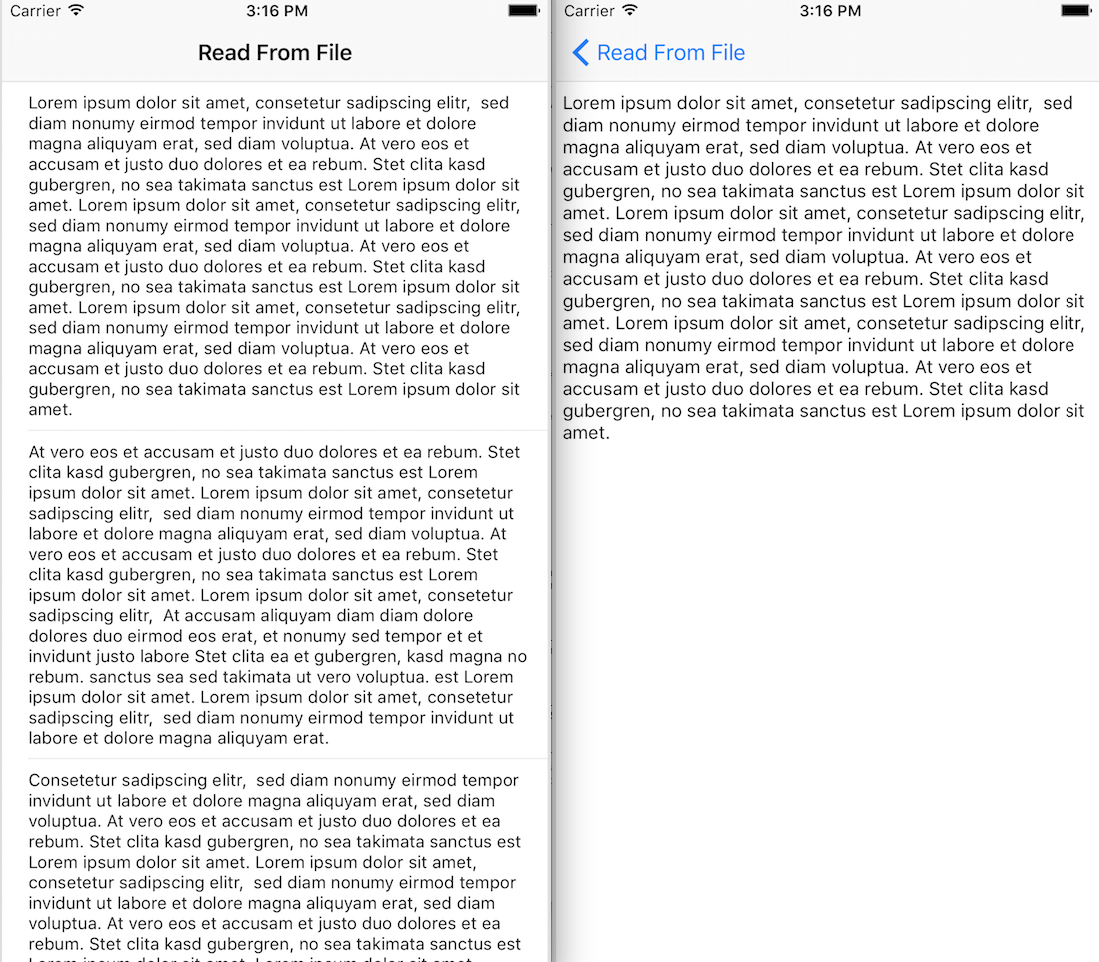 Carrier 3:16 PM
Read From File
Lorem ipsum dolor sit amet, consetetur sadipscing elitr,  sed
diam nonumy eirmod tempor invidunt ut labore et dolore
magna aliquyam erat, sed diam voluptua. At vero eos et
accusam et justo duo dolores et ea rebum. Stet clita kasd
gubergren, no sea takimata sanctus est Lorem ipsum dolor sit
amet. Lorem ipsum dolor sit amet, consetetur sadipscing elitr,
sed diam nonumy eirmod tempor invidunt ut labore et dolore
magna aliquyam erat, sed diam voluptua. At vero eos et
accusam et justo duo dolores et ea rebum. Stet clita kasd
gubergren, no sea takimata sanctus est Lorem ipsum dolor sit
amet. Lorem ipsum dolor sit amet, consetetur sadipscing elitr,
sed diam nonumy eirmod tempor invidunt ut labore et dolore
magna aliquyam erat, sed diam voluptua. At vero eos et
accusam et justo duo dolores et ea rebum. Stet clita kasd
gubergren, no sea takimata sanctus est Lorem ipsum dolor sit
amet.
At vero eos et accusam et justo duo dolores et ea rebum. Stet
clita kasd gubergren, no sea takimata sanctus est Lorem
ipsum dolor sit amet. Lorem ipsum dolor sit amet, consetetur
sadipscing elitr,  sed diam nonumy eirmod tempor invidunt ut
labore et dolore magna aliquyam erat, sed diam voluptua. At
vero eos et accusam et justo duo dolores et ea rebum. Stet
clita kasd gubergren, no sea takimata sanctus est Lorem
ipsum dolor sit amet. Lorem ipsum dolor sit amet, consetetur
sadipscing elitr,  At accusam aliquyam diam diam dolore
dolores duo eirmod eos erat, et nonumy sed tempor et et
invidunt justo labore Stet clita ea et gubergren, kasd magna no
rebum. sanctus sea sed takimata ut vero voluptua. est Lorem
ipsum dolor sit amet. Lorem ipsum dolor sit amet, consetetur
sadipscing elitr,  sed diam nonumy eirmod tempor invidunt ut
labore et dolore magna aliquyam erat.
Consetetur sadipscing elitr,  sed diam nonumy eirmod tempor
invidunt ut labore et dolore magna aliquyam erat, sed diam
voluptua. At vero eos et accusam et justo duo dolores et ea
rebum. Stet clita kasd gubergren, no sea takimata sanctus est
Lorem ipsum dolor sit amet. Lorem ipsum dolor sit amet,
consetetur sadipscing elitr,  sed diam nonumy eirmod tempor
invidunt ut labore et dolore magna aliquyam erat, sed diam
voluptua. At vero eos et accusam et justo duo dolores et ea
rebum. Stet clita kasd gubergren, no sea takimata sanctus est
Carrier 3:16 PM
Read From File
Lorem ipsum dolor sit amet, consetetur sadipscing elitr,  sed
diam nonumy eirmod tempor invidunt ut labore et dolore
magna aliquyam erat, sed diam voluptua. At vero eos et
accusam et justo duo dolores et ea rebum. Stet clita kasd
gubergren, no sea takimata sanctus est Lorem ipsum dolor sit
amet. Lorem ipsum dolor sit amet, consetetur sadipscing elitr,
sed diam nonumy eirmod tempor invidunt ut labore et dolore
magna aliquyam erat, sed diam voluptua. At vero eos et
accusam et justo duo dolores et ea rebum. Stet clita kasd
gubergren, no sea takimata sanctus est Lorem ipsum dolor sit
amet. Lorem ipsum dolor sit amet, consetetur sadipscing elitr,
sed diam nonumy eirmod tempor invidunt ut labore et dolore
magna aliquyam erat, sed diam voluptua. At vero eos et
accusam et justo duo dolores et ea rebum. Stet clita kasd
gubergren, no sea takimata sanctus est Lorem ipsum dolor sit
amet.